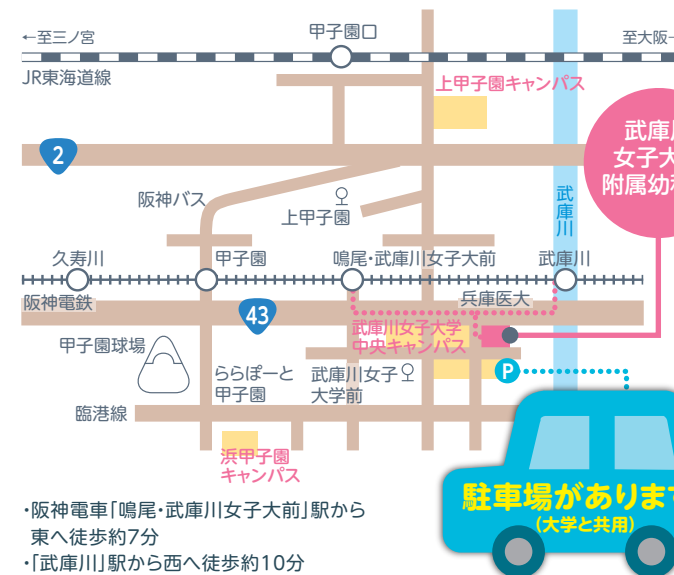 ←至三ノ宮
甲子園口
至大阪→
JR東海道線
上甲子園キャンパス
武庫川
女子大
附属幼
2
阪神バス
上甲子園
武庫川
久寿川
甲子園
鳴尾・武庫川女子大前
武庫川
阪神電鉄
43
兵庫医大
武庫川女子大学
中央キャンパス
甲子園球場
ららぽーと
甲子園
武庫川女子
大学前
P
臨港線
浜甲子園
キャンパス
駐車場があります
(大学と共用)
・阪神電車「鳴尾・武庫川女子大前」駅から
東へ徒歩約7分
・「武庫川」駅から西へ徒歩約10分